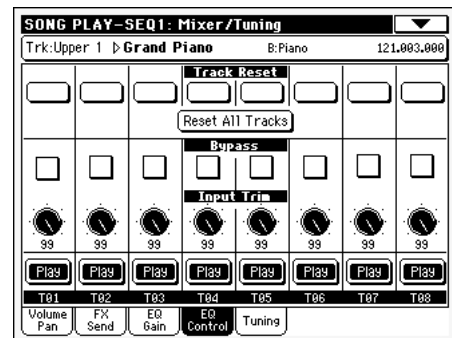 SONG PLAY-SEQ1: Mixer/Tuning
Trk:Upper 1 Grand Piano B:Piano 121.003.000
Track Reset
Reset All Tracks
Bypass
Input Trim
99 99 99 99 99 99 99 99
Play Play Play Play Play Play Play Play
T01 T02 T03 T04 T05 T06 T07 T08
Volume Pan FX Send EQ Gain EQ Control Tuning